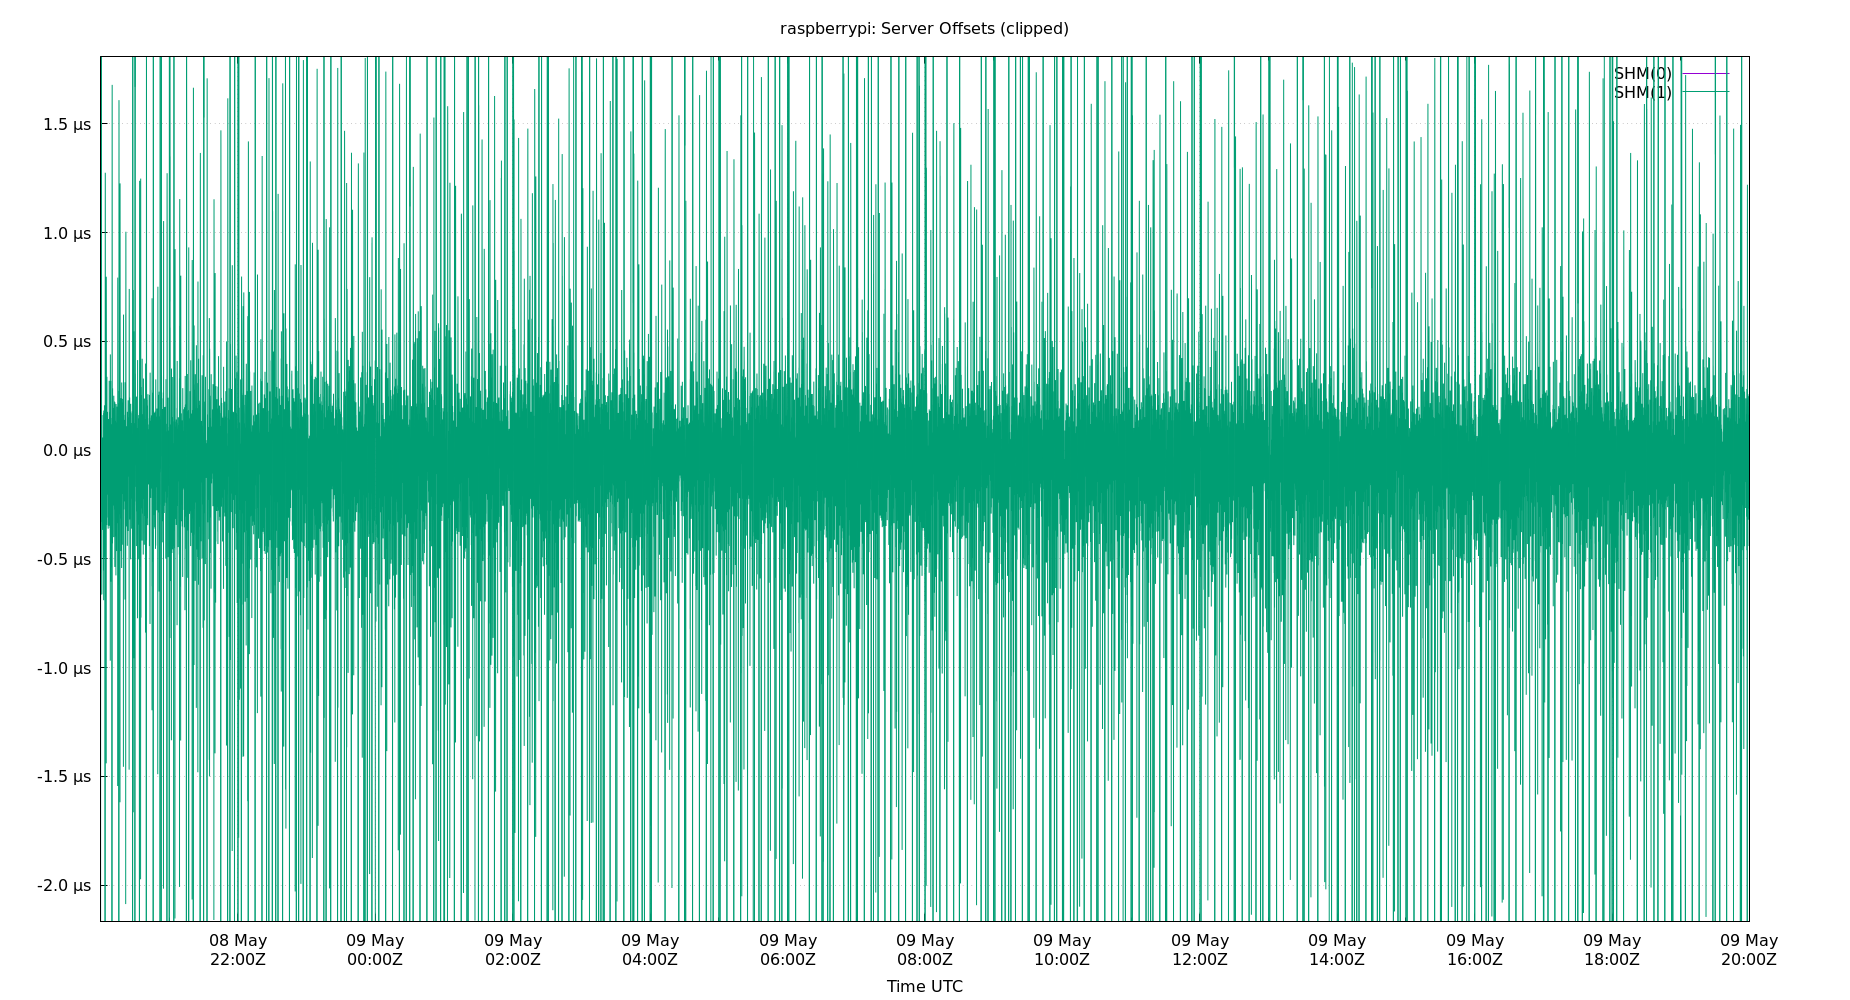 raspberrypi: Server Offsets (clipped)
SHM(0)
SHM(1)
1.5 µs
1.0 µs
0.5 µs
0.0 µs
-0.5 µs
-1.0 µs
-1.5 µs
-2.0 µs
08 May 09 May 09 May 09 May 09 May 09 May 09 May 09 May 09 May 09 May 09 May 09 May
22:00Z 00:00Z 02:00Z 04:00Z 06:00Z 08:00Z 10:00Z 12:00Z 14:00Z 16:00Z 18:00Z 20:00Z
Time UTC